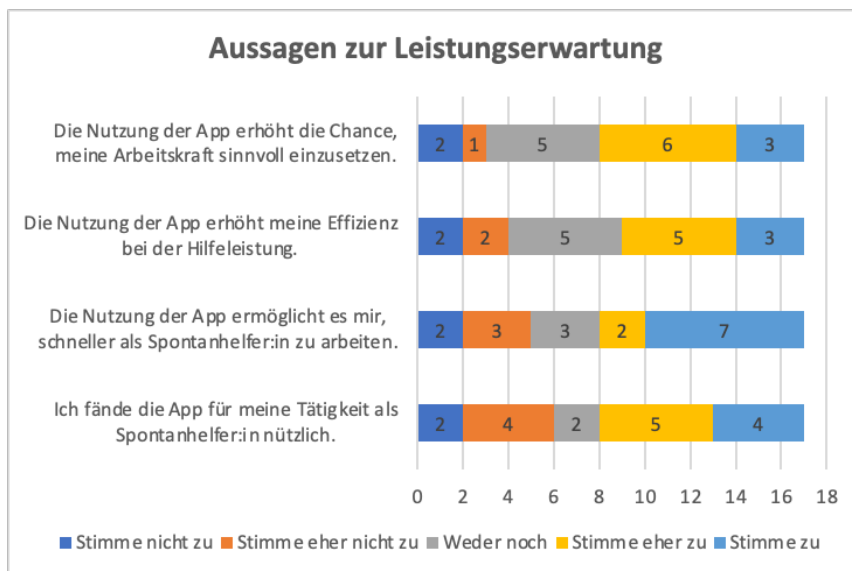 Aussagen zur Leistungserwartung
Die Nutzung der App erhöht die Chance,
meine Arbeitskraft sinnvoll einzusetzen.
2 1 5 6 3
Die Nutzung der App erhöht meine Effizienz
bei der Hilfeleistung.
2 2 5 5 3
Die Nutzung der App ermöglicht es mir,
schneller als Spontanhelfer:in zu arbeiten.
2 3 3 2 7
Ich fände die App für meine Tätigkeit als
Spontanhelfer:in nützlich.
2 4 2 5 4
0 2 4 6 8 10 12 14 16 18
Stimme nicht zu Stimme eher nicht zu Weder noch Stimme eher zu Stimme zu